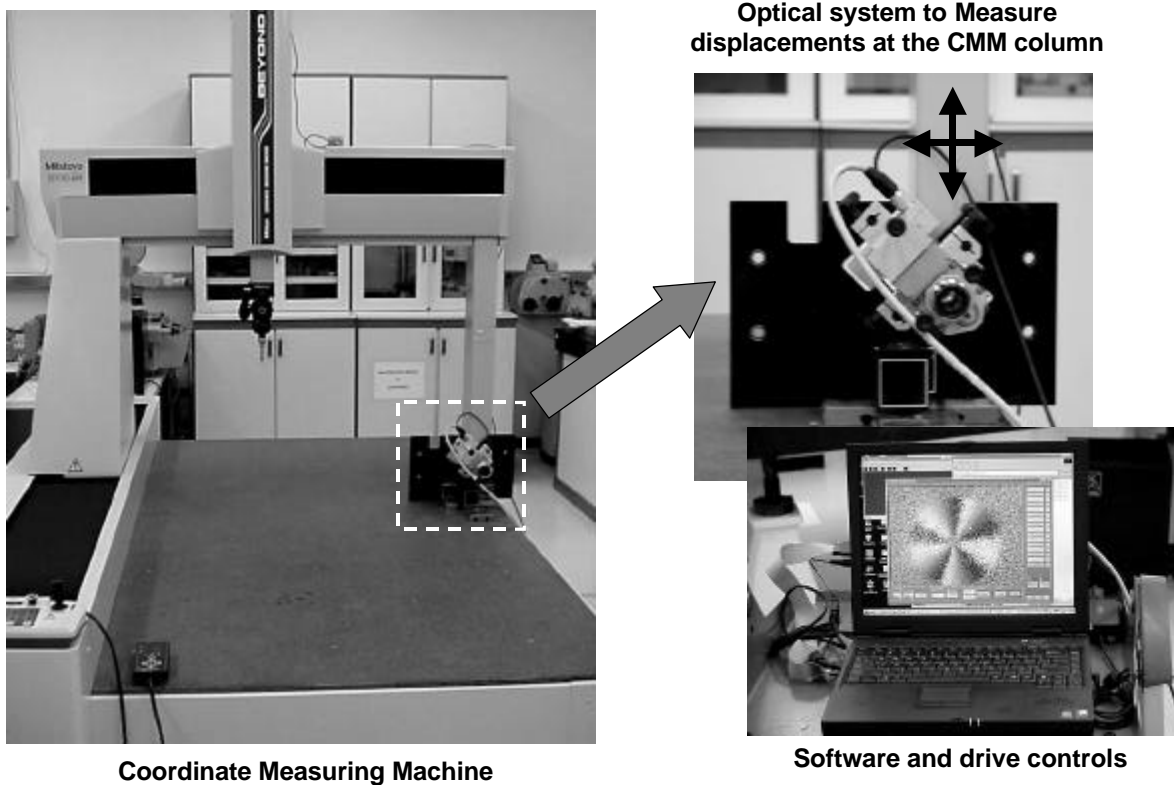 Optical system to Measure
displacements at the CMM column
BEYOND
Mitutoyo
Coordinate Measuring Machine
Software and drive controls